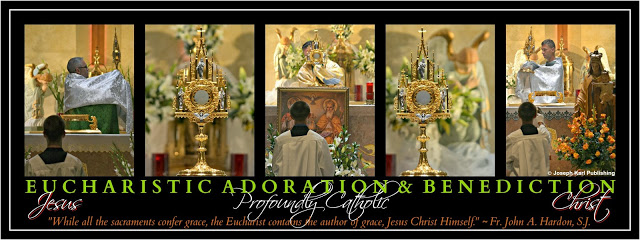 © Joseph Karl Publishing
EUCHARISTIC ADORATION & BENEDICTION
Jesus Profoundly Catholic Christ
"While all the sacraments confer grace, the Eucharist contains the author of grace, Jesus Christ Himself." ~ Fr. John A. Hardon, S.J.